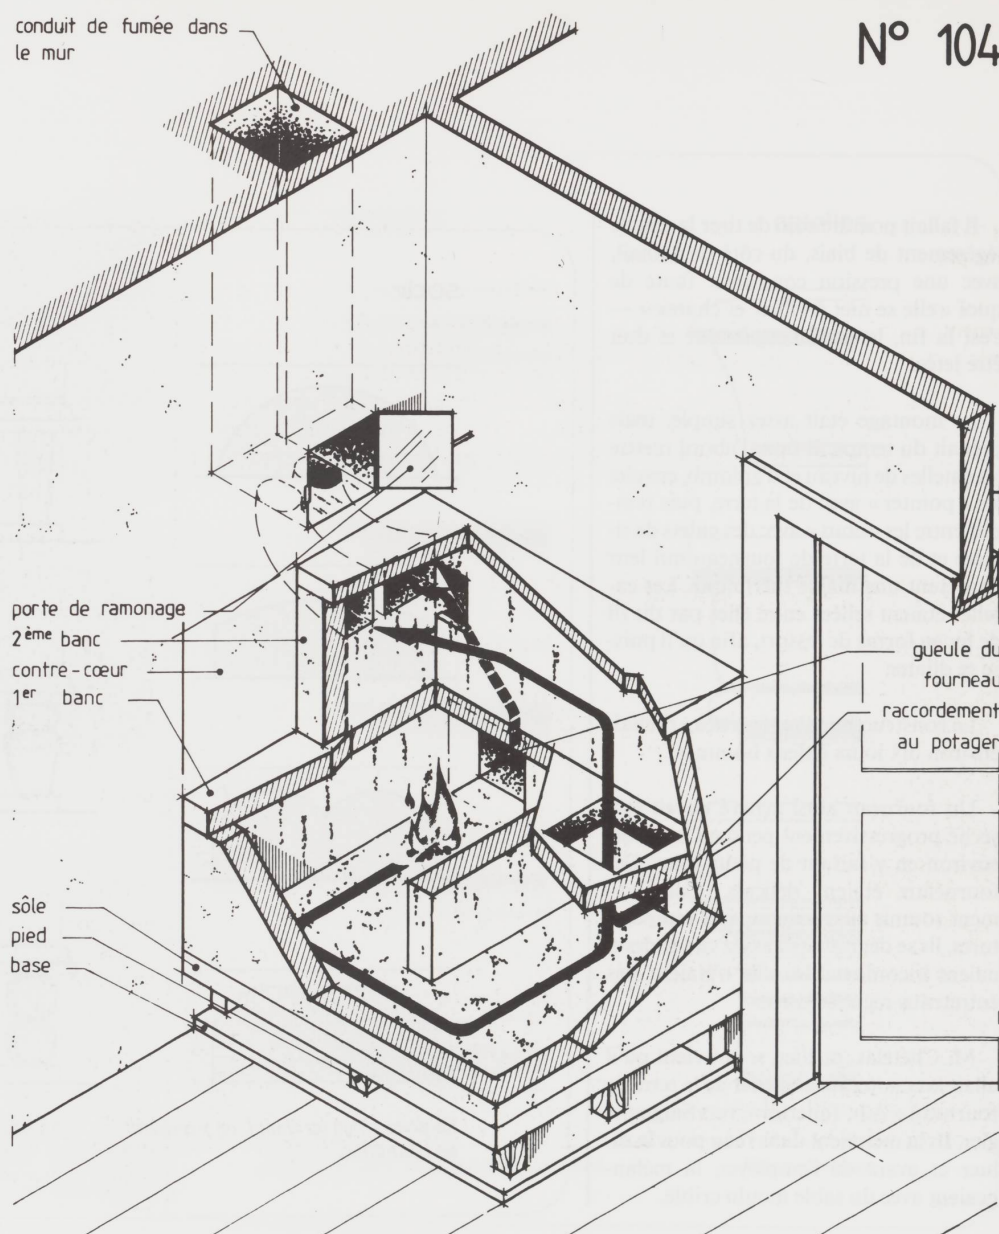 conduit de fumée dans
le mur
N° 104
porte de ramonage
2ème banc
contre-cœur
1er banc
gueule du
fourneau
raccordement
au potager
sôle
pied
base